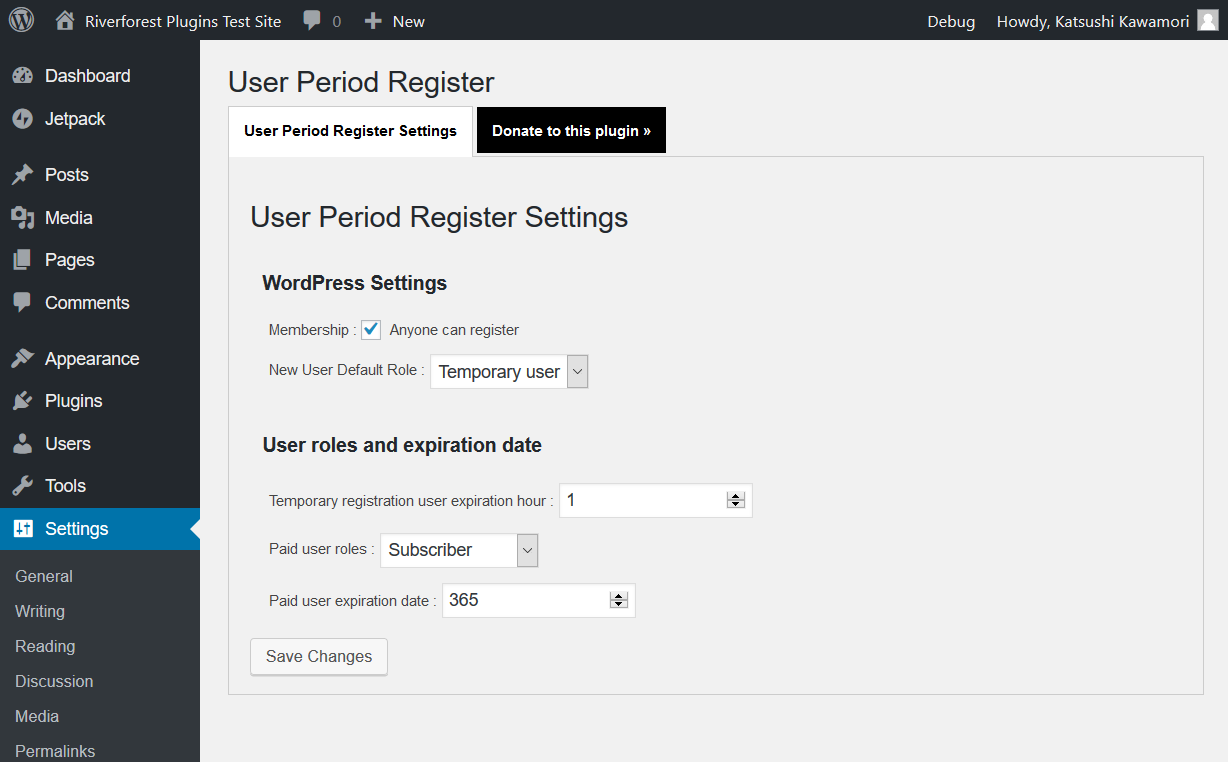 Riverforest Plugins Test Site 0 New Debug Howdy, Katsushi Kawamori
Dashboard
Jetpack
Posts
Media
Pages
Comments
Appearance
Plugins
Users
Tools
Settings
General
Writing
Reading
Discussion
Media
Permalinks
User Period Register
User Period Register Settings Donate to this plugin »
User Period Register Settings
WordPress Settings
Membership : Anyone can register
New User Default Role : Temporary user
User roles and expiration date
Temporary registration user expiration hour : 1
Paid user roles : Subscriber
Paid user expiration date : 365
Save Changes